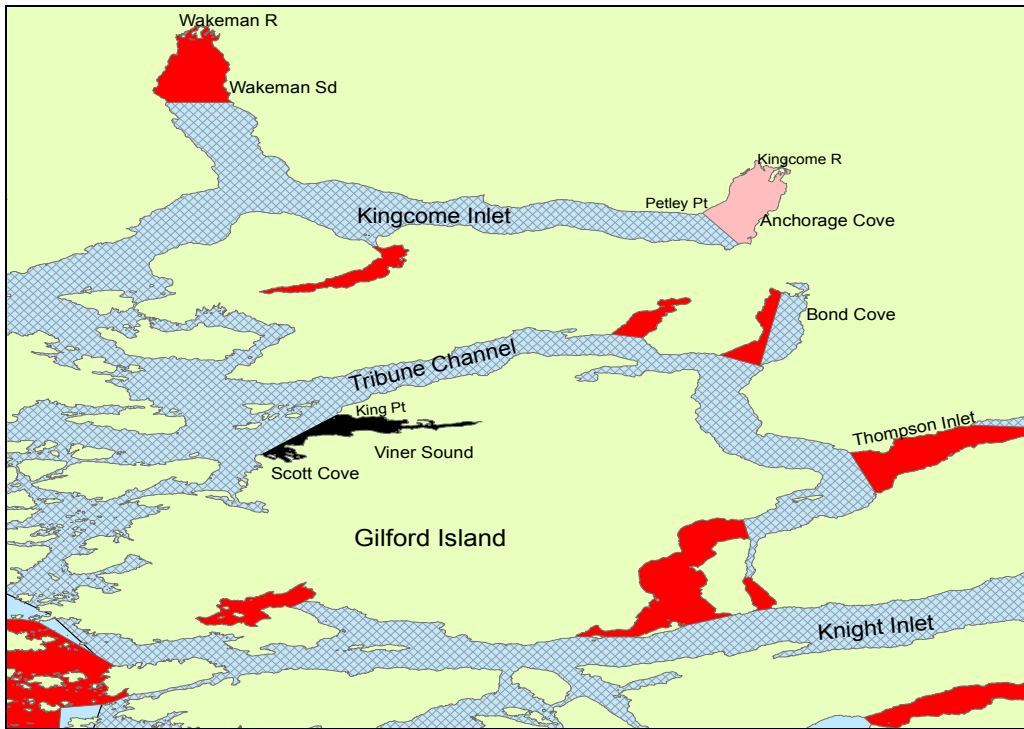 Wakeman R
Wakeman Sd
Kingcome R
Petley Pt
Kingcome Inlet
Anchorage Cove
Bond Cove
Tribune Channel
King Pt
Thompson Inlet
Viner Sound
Scott Cove
Gilford Island
Knight Inlet